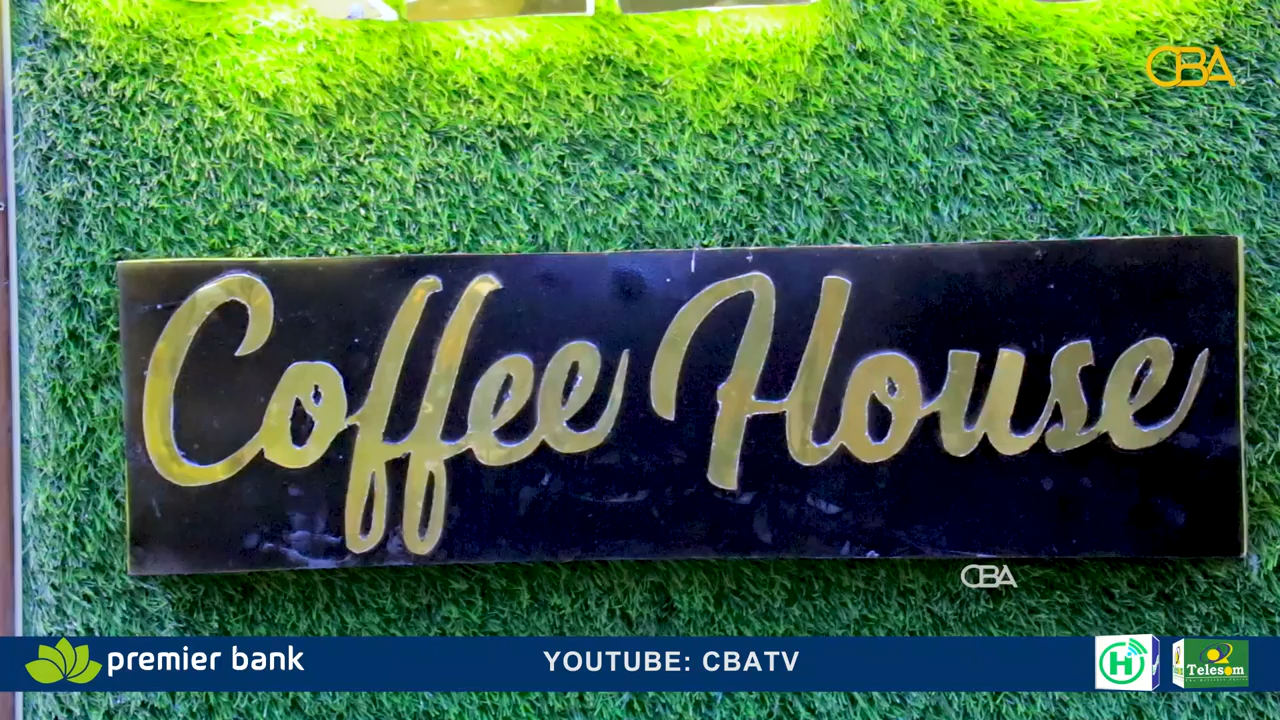 CBA
Coffee House
CBA
premier bank
YOUTUBE: CBATV
H
Telesom